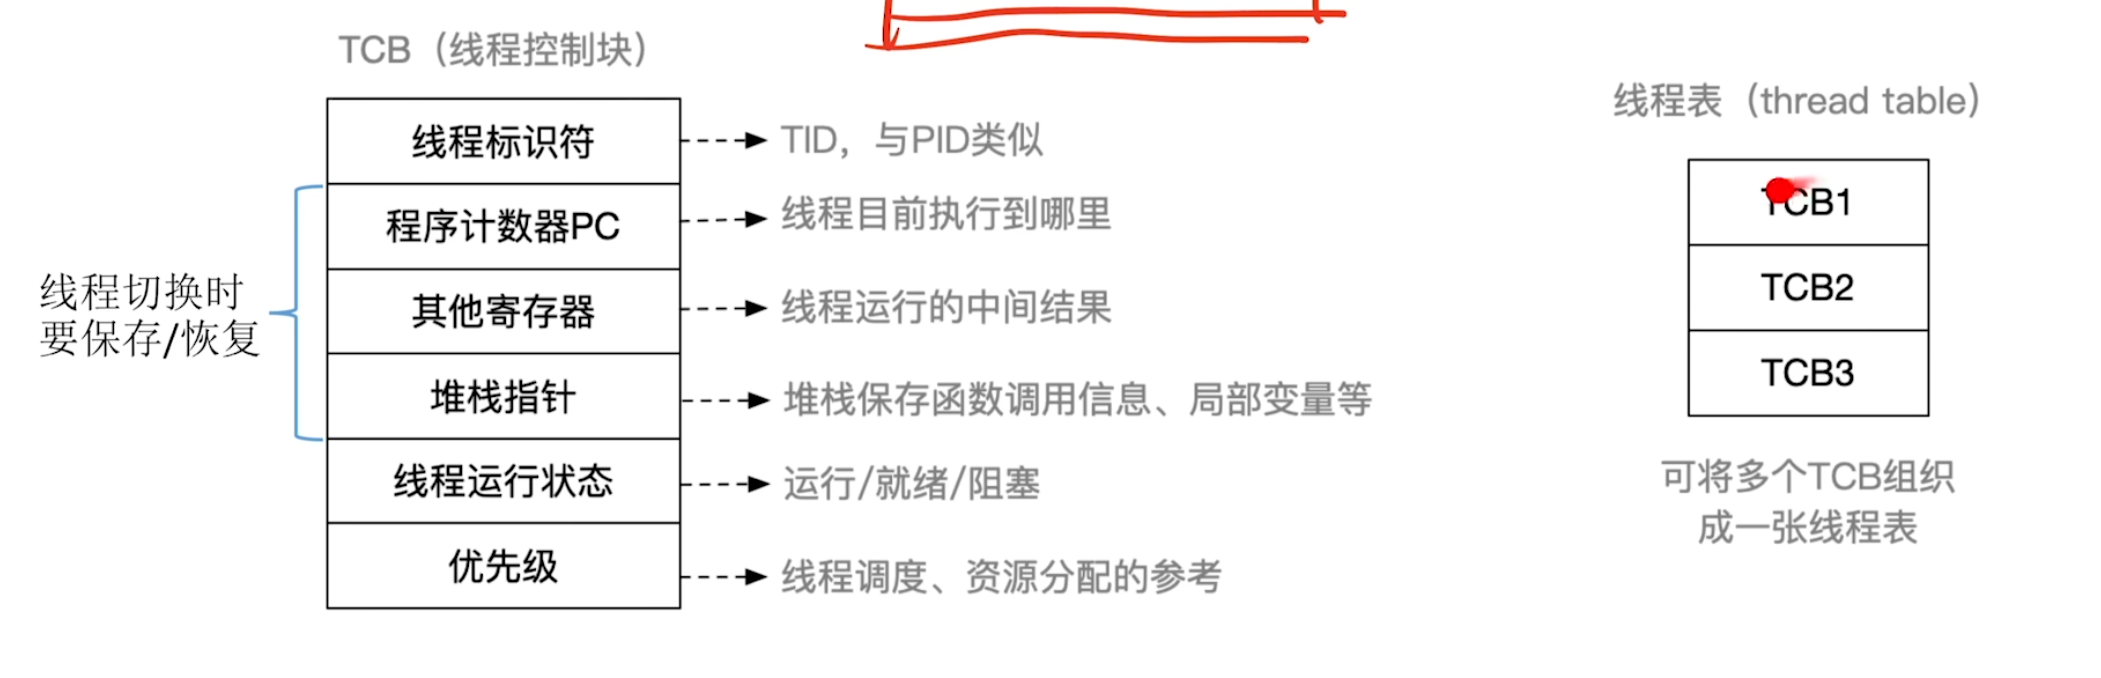 TCB（线程控制块）
线程标识符
TID，与PID类似
程序计数器PC
线程目前执行到哪里
其他寄存器
线程运行的中间结果
堆栈指针
堆栈保存函数调用信息、局部变量等
线程运行状态
运行/就绪/阻塞
优先级
线程调度、资源分配的参考
线程切换时
要保存/恢复
线程表（thread table）
TCB1
TCB2
TCB3
可将多个TCB组织
成一张线程表